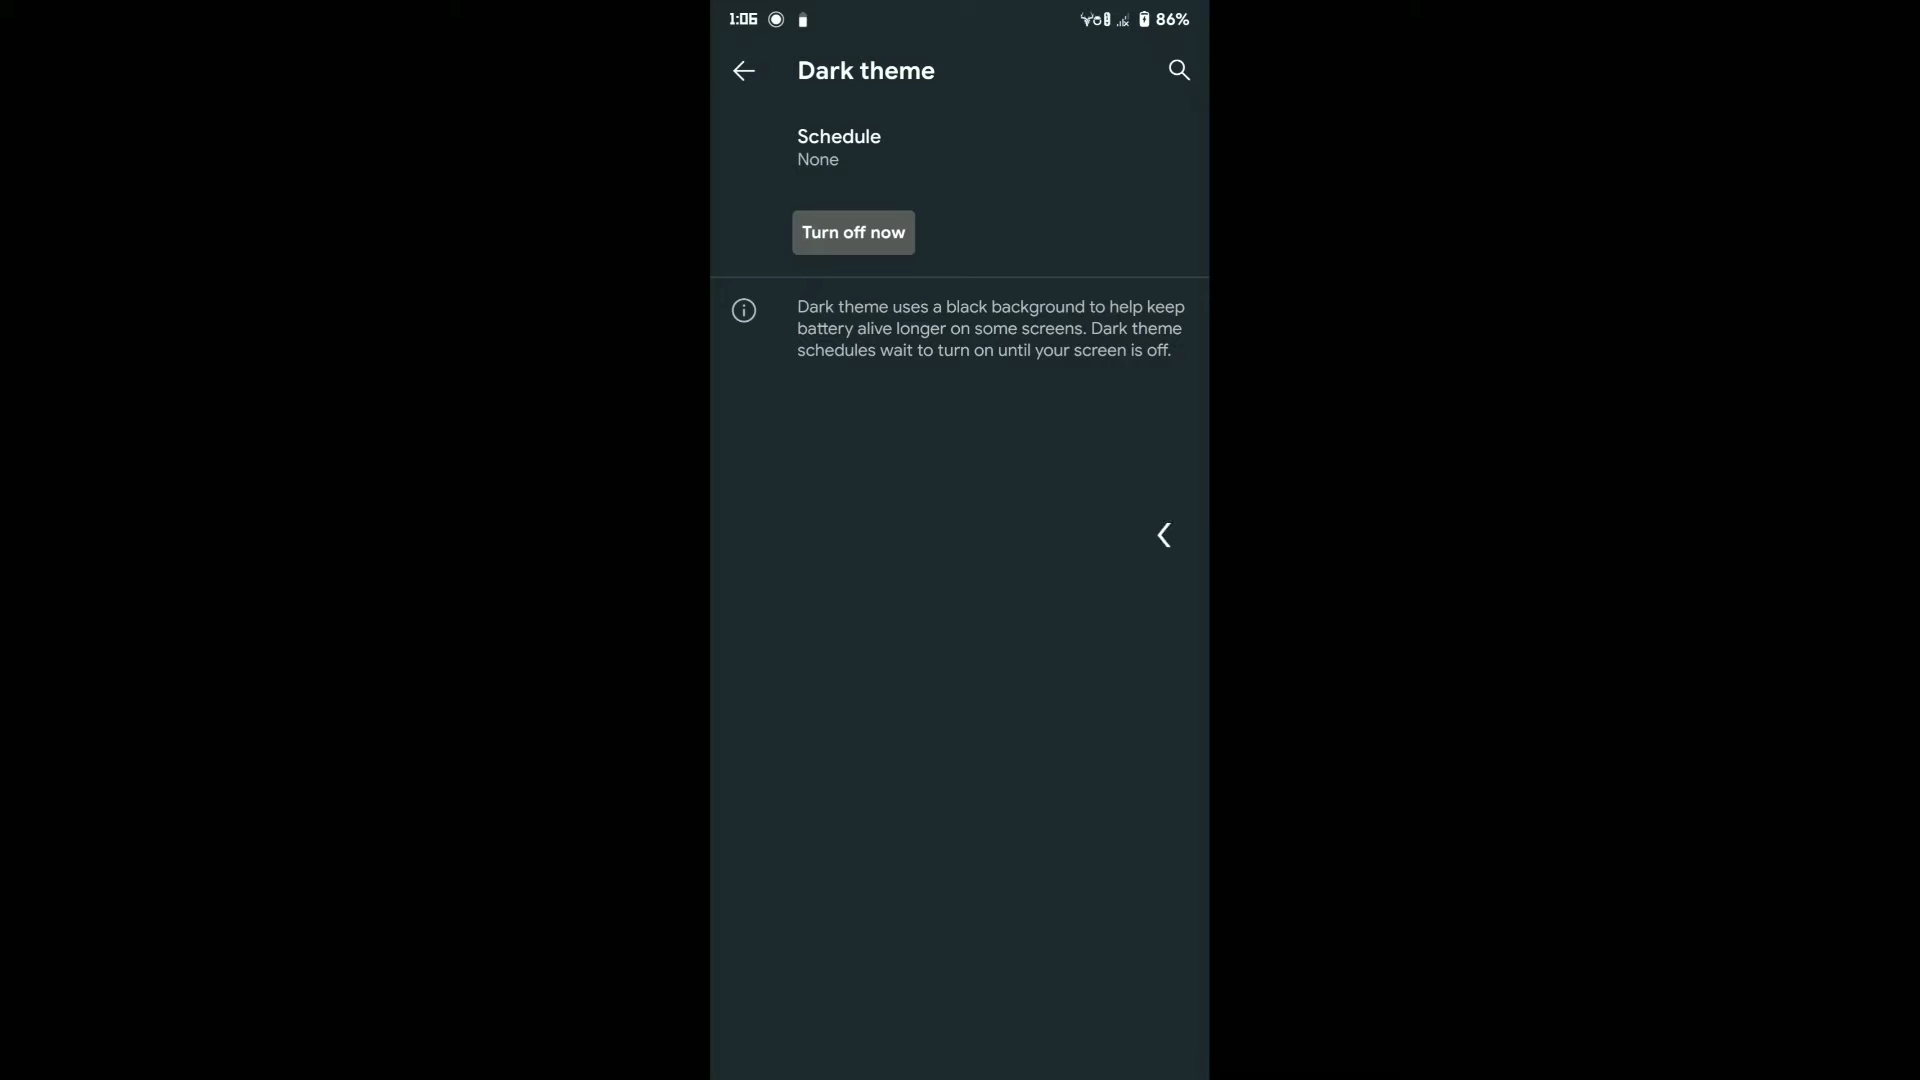 1:06
86%
Dark theme
Schedule
None
Turn off now
Dark theme uses a black background to help keep
battery alive longer on some screens. Dark theme
schedules wait to turn on until your screen is off.